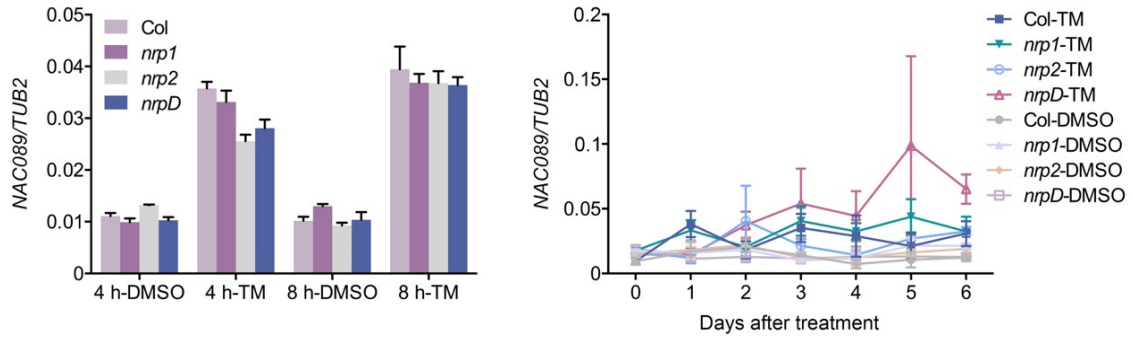 NAC089/TUB2
0.05
0.04
0.03
0.02
0.01
0
Col
nrp1
nrp2
nrpD
4 h-DMSO 4 h-TM 8 h-DMSO 8 h-TM
NAC089/TUB2
0.2
0.15
0.1
0.05
0
0 1 2 3 4 5 6
Days after treatment
Col-TM
nrp1-TM
nrp2-TM
nrpD-TM
Col-DMSO
nrp1-DMSO
nrp2-DMSO
nrpD-DMSO